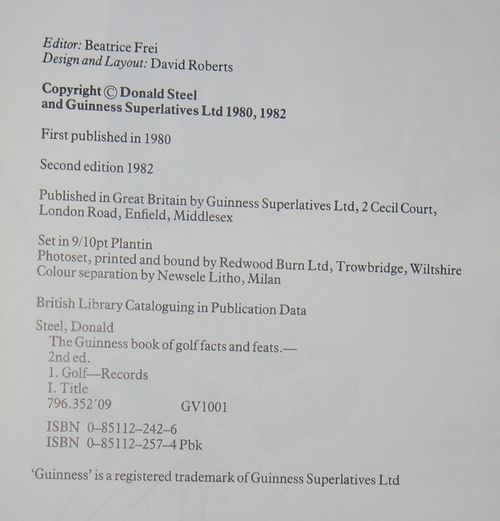 Editor: Beatrice Frei
Design and Layout: David Roberts
Copyright © Donald Steel
and Guinness Superlatives Ltd 1980, 1982
First published in 1980
Second edition 1982
Published in Great Britain by Guinness Superlatives Ltd, 2 Cecil Court,
London Road, Enfield, Middlesex
Set in 9/10pt Plantin
Photoset, printed and bound by Redwood Burn Ltd, Trowbridge, Wiltshire
Colour separation by Newsele Litho, Milan
British Library Cataloguing in Publication Data
Steel, Donald
The Guinness book of golf facts and feats.—
2nd ed.
1. Golf—Records
I. Title
796.352'09 GV1001
ISBN 0–85112–242–6
ISBN 0–85112–257–4 Pbk
'Guinness' is a registered trademark of Guinness Superlatives Ltd